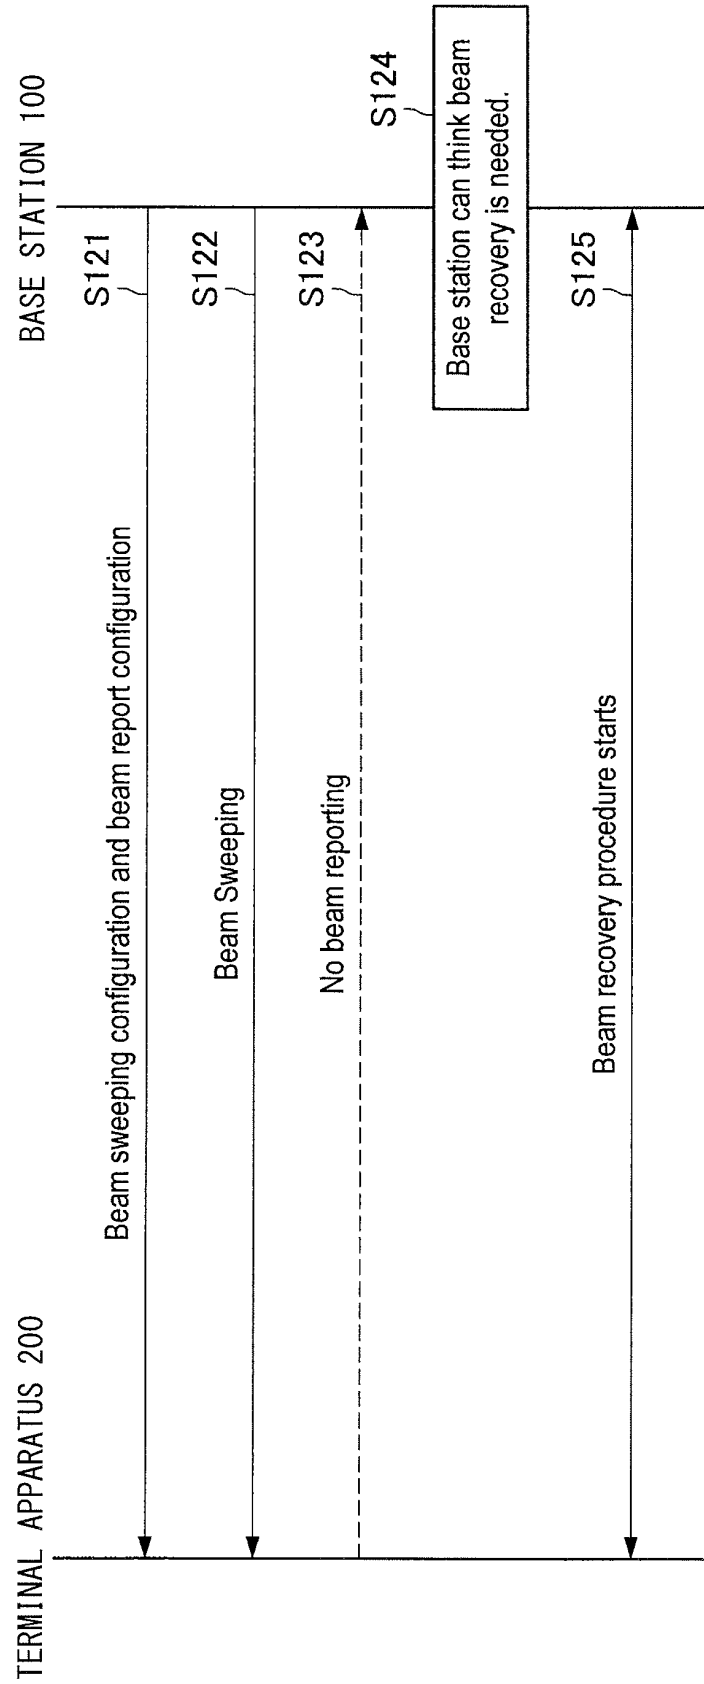 TERMINAL APPARATUS 200
BASE STATION 100
Beam sweeping configuration and beam report configuration
S121
Beam Sweeping
S122
No beam reporting
S123
S124
Base station can think beam
recovery is needed.
Beam recovery procedure starts
S125